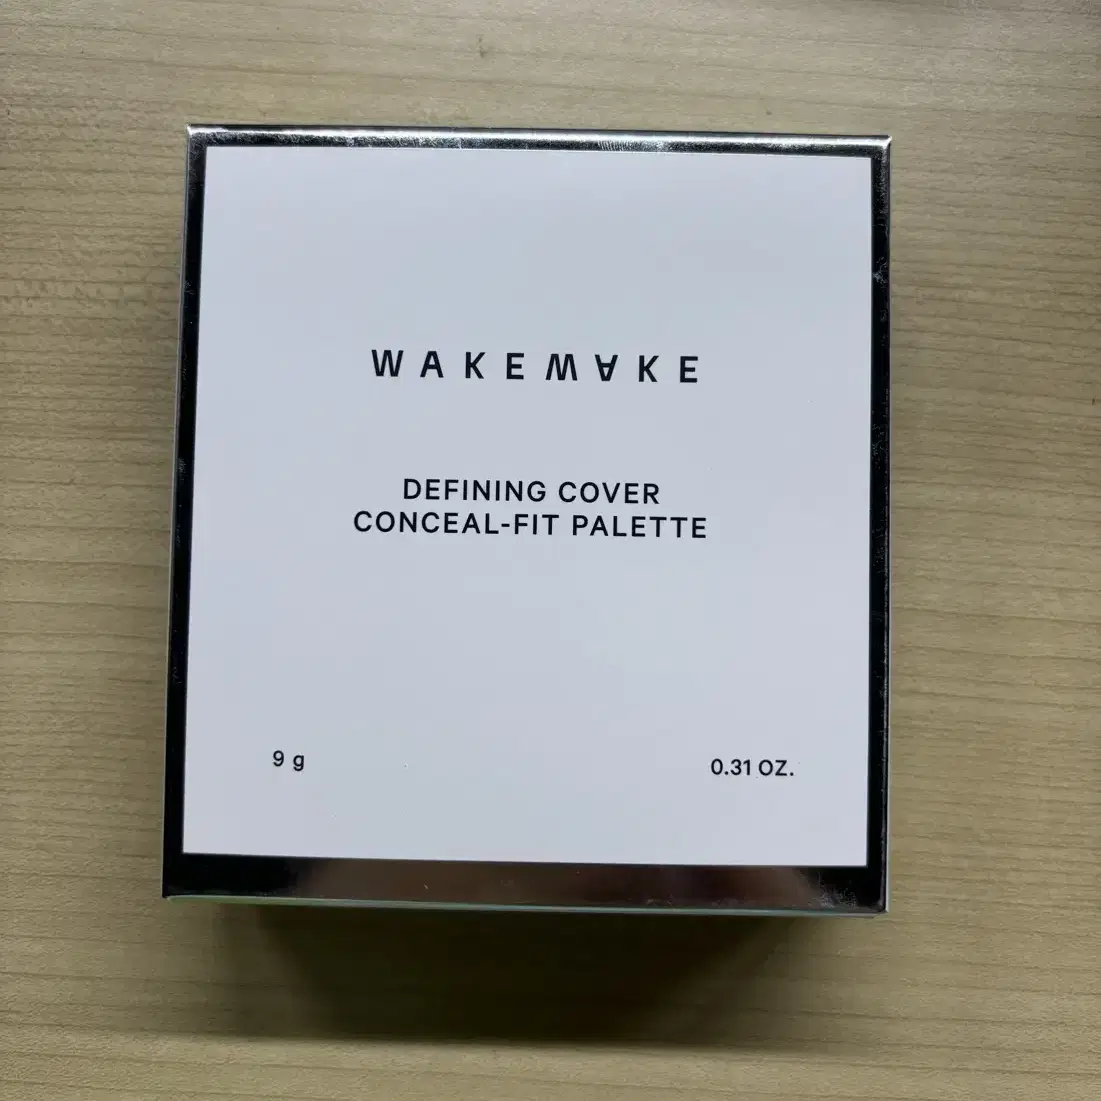 WAKEMAKE
DEFINING COVER
CONCEAL-FIT PALETTE
9 g
0.31 OZ.